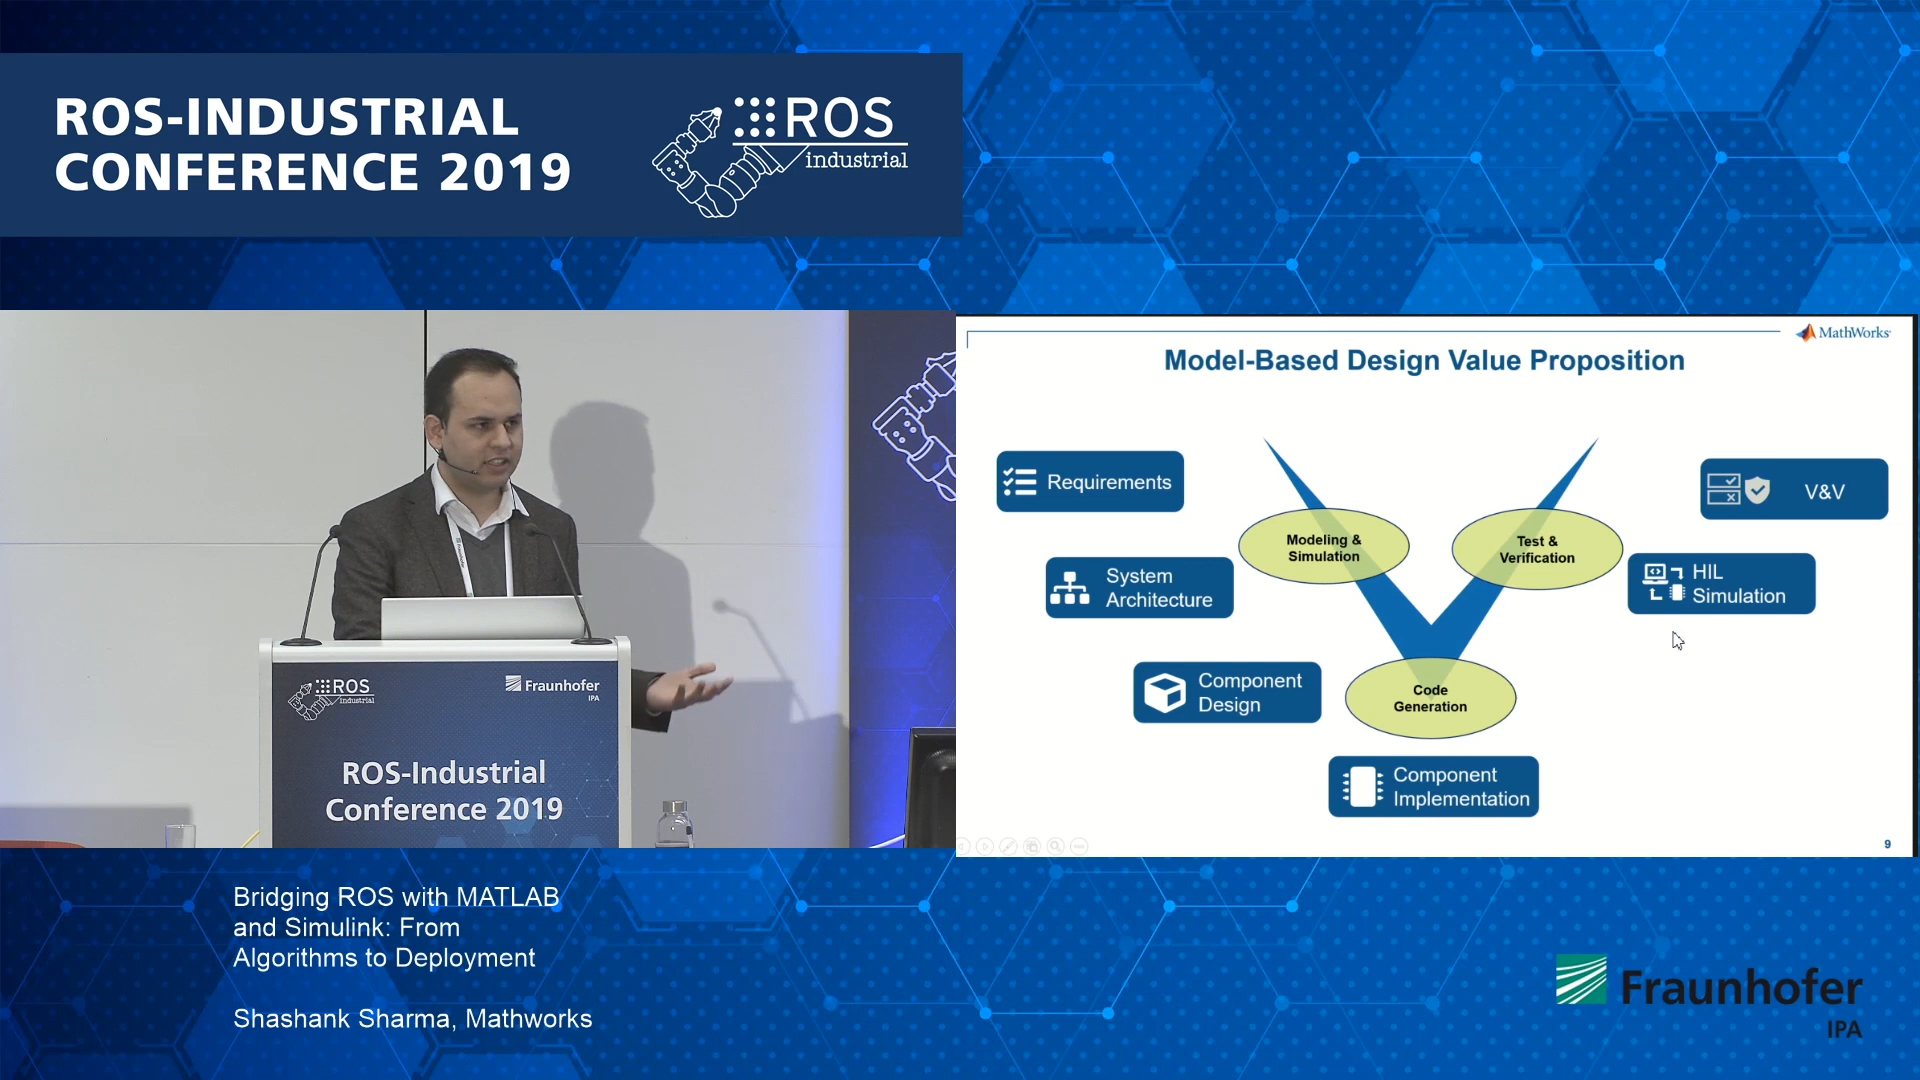 ROS-INDUSTRIAL
CONFERENCE 2019
ROS
industrial
MathWorks
Model-Based Design Value Proposition
Requirements
V&V
Modeling &
Simulation
Test &
Verification
System
Architecture
HIL
Simulation
Component
Design
Code
Generation
Component
Implementation
9
ROS
industrial
Fraunhofer
IPA
ROS-Industrial
Conference 2019
Bridging ROS with MATLAB
and Simulink: From
Algorithms to Deployment
Shashank Sharma, Mathworks
Fraunhofer
IPA